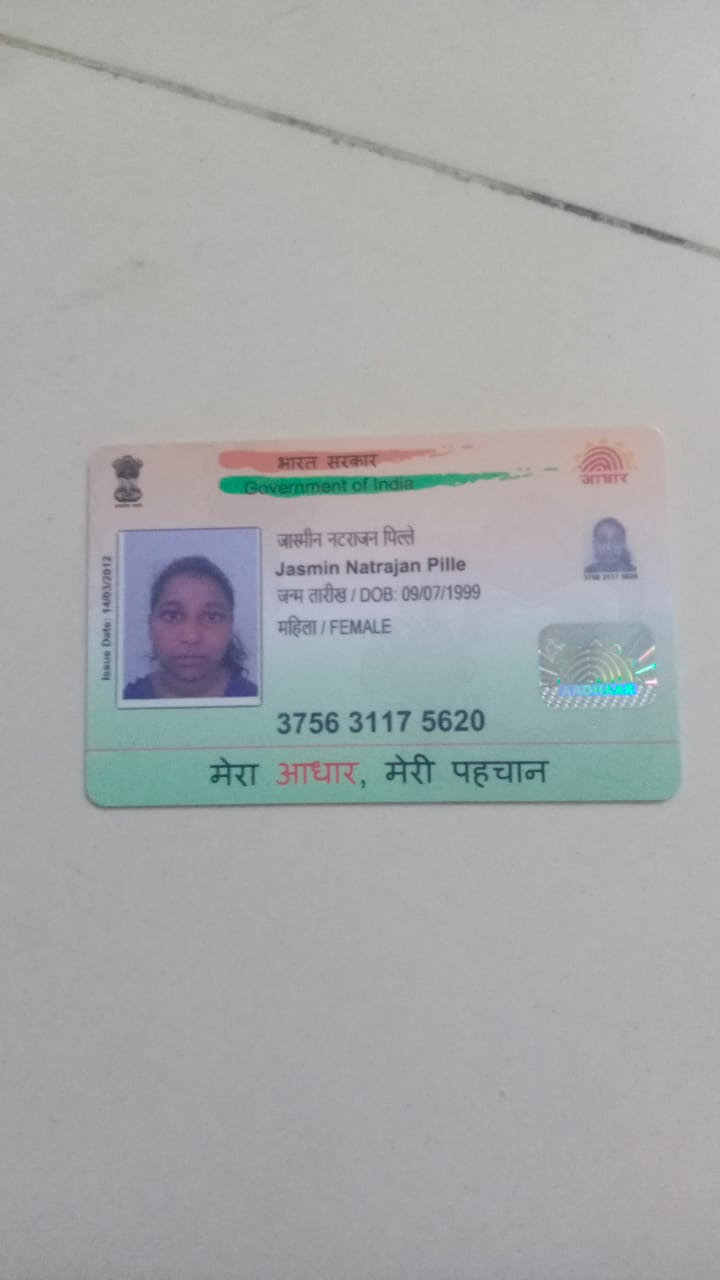 भारत सरकार
Government of India
आधार
Issue Date: 14/03/2012
जास्मीन नटराजन पिल्ले
Jasmin Natrajan Pille
जन्म तारीख / DOB: 09/07/1999
महिला / FEMALE
3756 3117 5620
AADHAAR
3756 3117 5620
मेरा आधार, मेरी पहचान